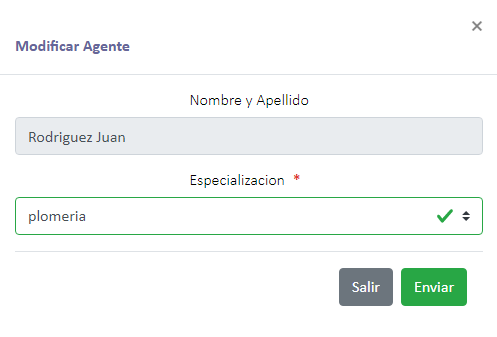 ×
Modificar Agente
Nombre y Apellido
Rodriguez Juan
Especializacion *
plomeria
Salir
Enviar